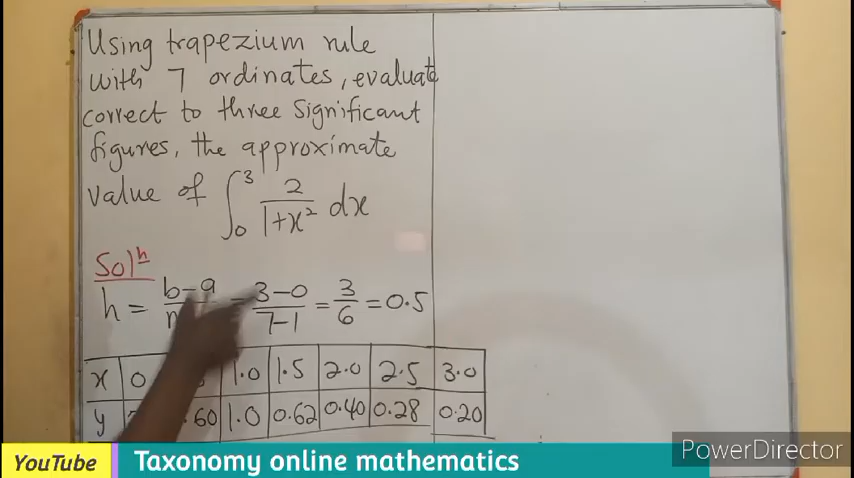 Using trapezium rule
with 7 ordinates, evaluate
correct to three significant
figures, the approximate
value of ∫₀³ 2/(1+x²) dx
Solⁿ
h = b-a = 3-0/7-1 = 3/6 = 0.5
x 0 1.0 1.5 2.0 2.5 3.0
y .60 1.0 0.62 0.40 0.28 0.20
PowerDirector
YouTube Taxonomy online mathematics